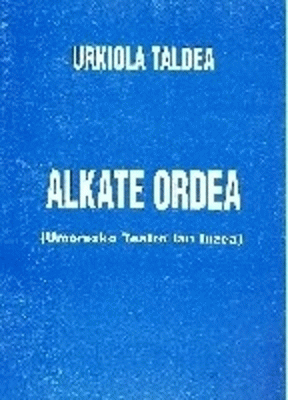 URKIOLA TALDEA
ALKATE ORDEA
(Umorezko Teatro lan luzea)